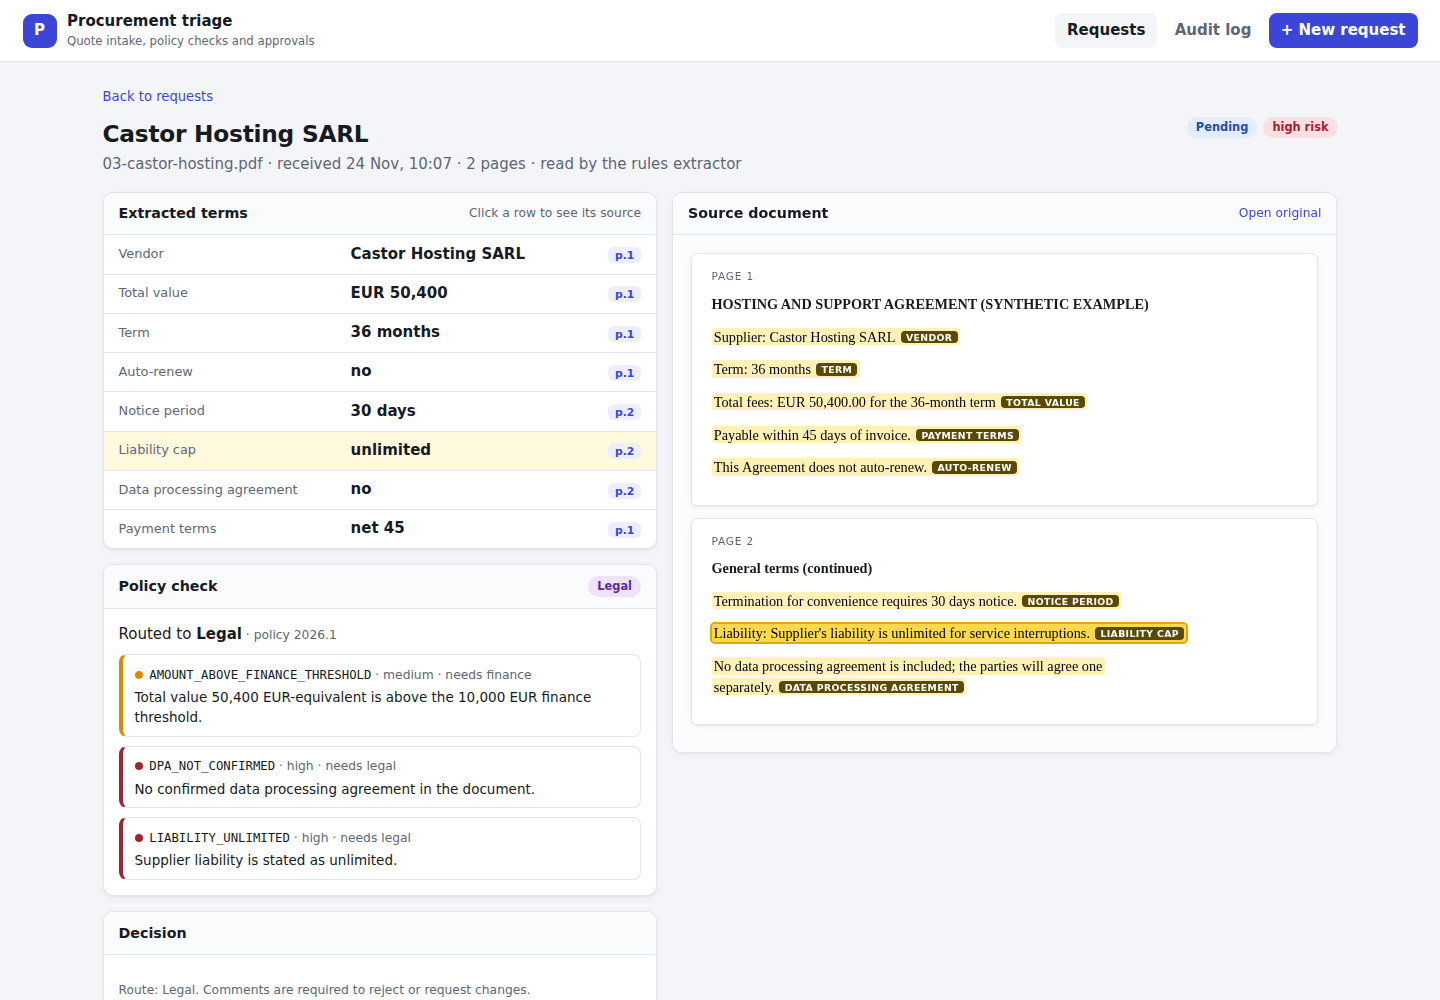 P
Procurement triage
Quote intake, policy checks and approvals
Requests
Audit log
+ New request
Back to requests
Castor Hosting SARL
Pending
high risk
03-castor-hosting.pdf · received 24 Nov, 10:07 · 2 pages · read by the rules extractor
Extracted terms
Click a row to see its source
Vendor Castor Hosting SARL p.1
Total value EUR 50,400 p.1
Term 36 months p.1
Auto-renew no p.1
Notice period 30 days p.2
Liability cap unlimited p.2
Data processing agreement no p.2
Payment terms net 45 p.1
Policy check
Legal
Routed to Legal · policy 2026.1
AMOUNT_ABOVE_FINANCE_THRESHOLD · medium · needs finance
Total value 50,400 EUR-equivalent is above the 10,000 EUR finance
threshold.
DPA_NOT_CONFIRMED · high · needs legal
No confirmed data processing agreement in the document.
LIABILITY_UNLIMITED · high · needs legal
Supplier liability is stated as unlimited.
Decision
Route: Legal. Comments are required to reject or request changes.
Source document
Open original
PAGE 1
HOSTING AND SUPPORT AGREEMENT (SYNTHETIC EXAMPLE)
Supplier: Castor Hosting SARL VENDOR
Term: 36 months TERM
Total fees: EUR 50,400.00 for the 36-month term TOTAL VALUE
Payable within 45 days of invoice. PAYMENT TERMS
This Agreement does not auto-renew. AUTO-RENEW
PAGE 2
General terms (continued)
Termination for convenience requires 30 days notice. NOTICE PERIOD
Liability: Supplier's liability is unlimited for service interruptions. LIABILITY CAP
No data processing agreement is included; the parties will agree one
separately. DATA PROCESSING AGREEMENT